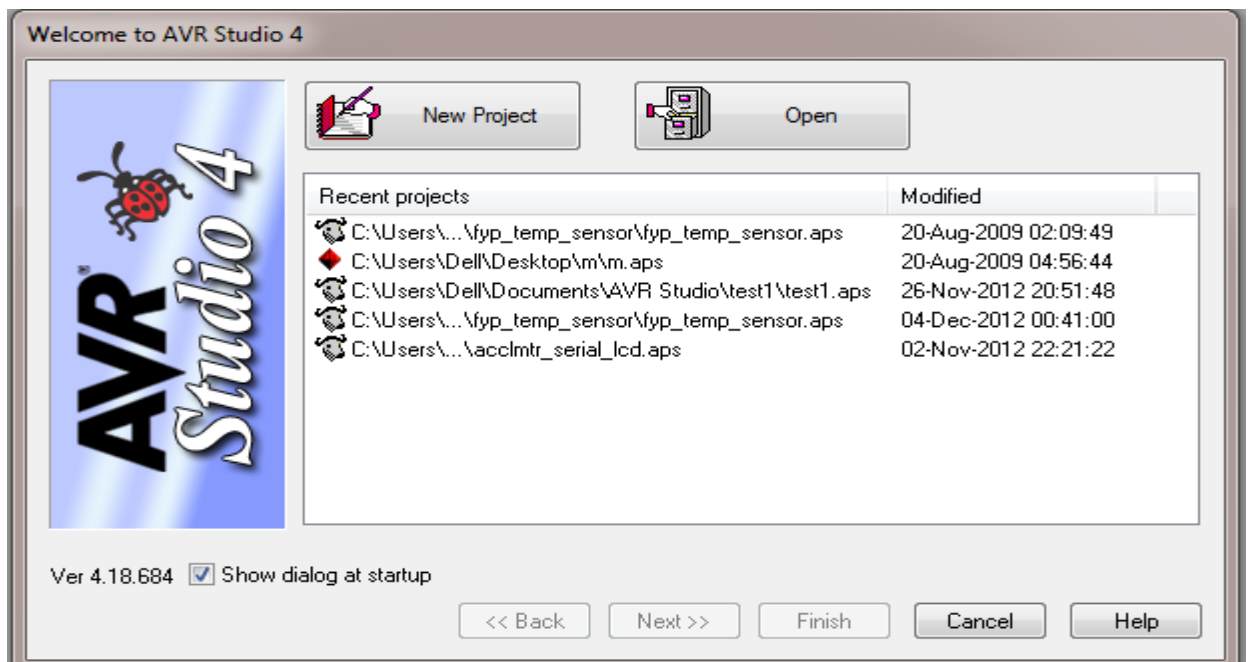 Welcome to AVR Studio 4
AVR® Studio 4
New Project
Open
Recent projects Modified
C:\Users\...\fyp_temp_sensor\fyp_temp_sensor.aps 20-Aug-2009 02:09:49
C:\Users\Dell\Desktop\m\m.aps 20-Aug-2009 04:56:44
C:\Users\Dell\Documents\AVR Studio\test1\test1.aps 26-Nov-2012 20:51:48
C:\Users\...\fyp_temp_sensor\fyp_temp_sensor.aps 04-Dec-2012 00:41:00
C:\Users\...\acclmtr_serial_lcd.aps 02-Nov-2012 22:21:22
Ver 4.18.684 Show dialog at startup
<< Back Next >> Finish Cancel Help